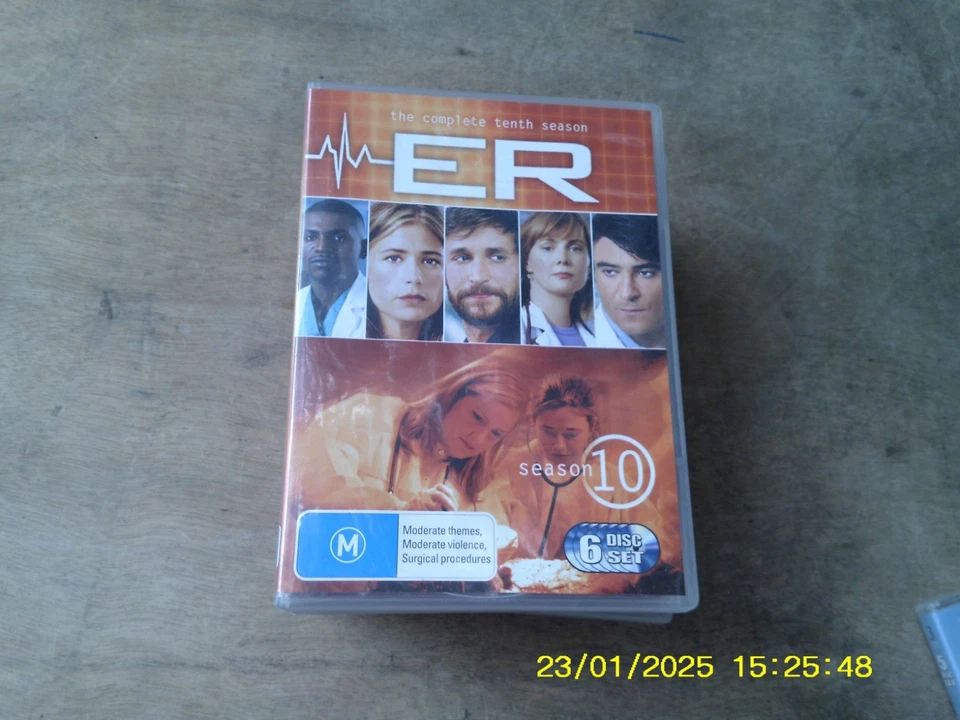 the complete tenth season
ER
season 10
M
Moderate themes,
Moderate violence,
Surgical procedures
6 DISC
SET
23/01/2025 15:25:48